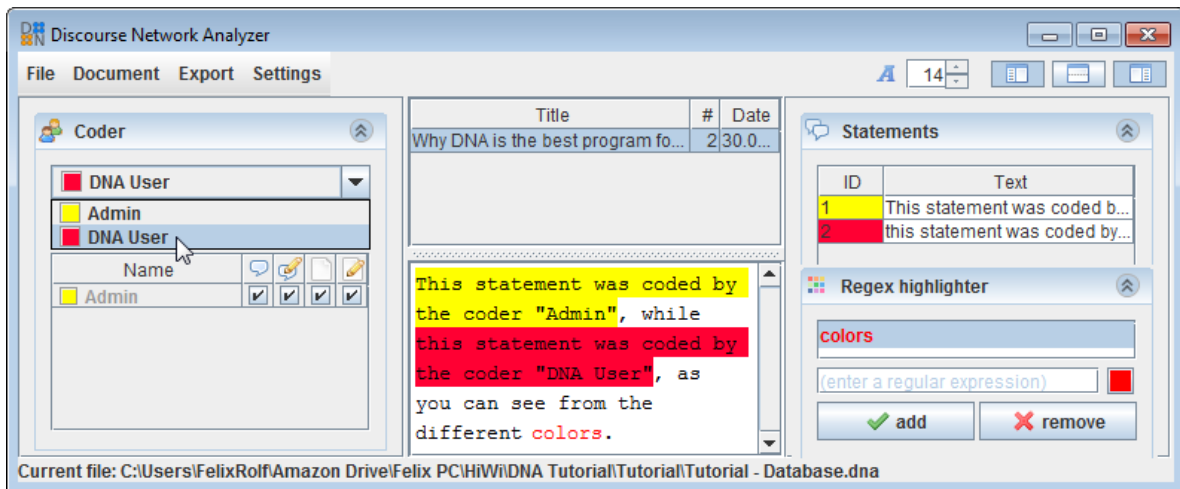 DNA Discourse Network Analyzer
File Document Export Settings
A 14
Coder
DNA User
Admin
DNA User
Name
Admin
Title # Date
Why DNA is the best program fo... 2 30.0...
This statement was coded by
the coder "Admin", while
this statement was coded by
the coder "DNA User", as
you can see from the
different colors.
Statements
ID Text
1 This statement was coded b...
2 this statement was coded by...
Regex highlighter
colors
(enter a regular expression)
add remove
Current file: C:\Users\FelixRolf\Amazon Drive\Felix PC\HiWi\DNA Tutorial\Tutorial\Tutorial - Database.dna